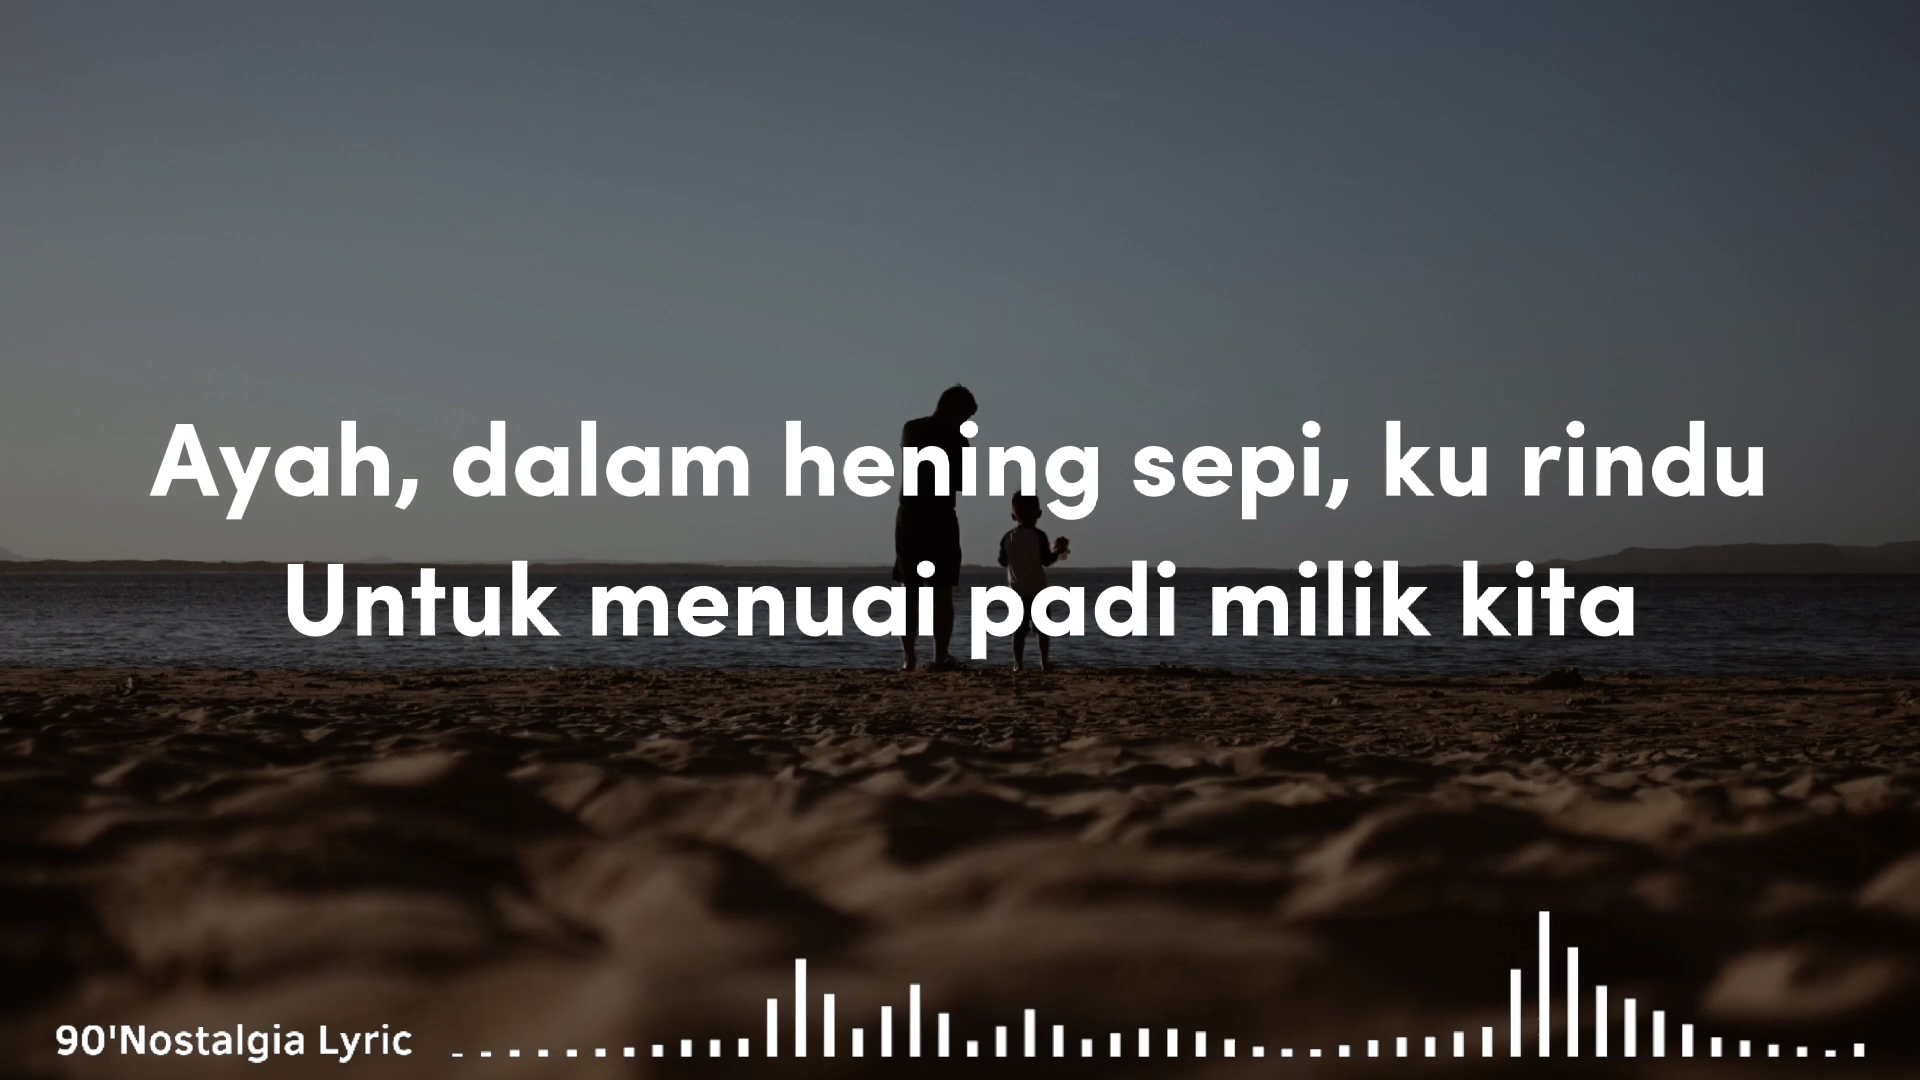 Ayah, dalam hening sepi, ku rindu
Untuk menuai padi milik kita
90'Nostalgia Lyric